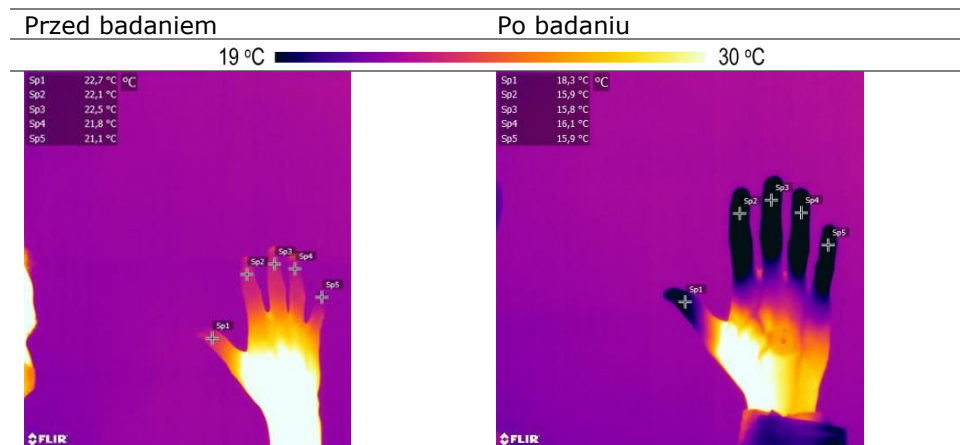 Przed badaniem Po badaniu
19 ºC 30 ºC
Sp1 22,7 °C °C
Sp2 22,1 °C
Sp3 22,5 °C
Sp4 21,8 °C
Sp5 21,1 °C
Sp3
Sp2
Sp4
Sp5
Sp1
FLIR
Sp1 18,3 °C °C
Sp2 15,9 °C
Sp3 15,8 °C
Sp4 16,1 °C
Sp5 15,9 °C
Sp3
Sp2
Sp4
Sp5
Sp1
FLIR